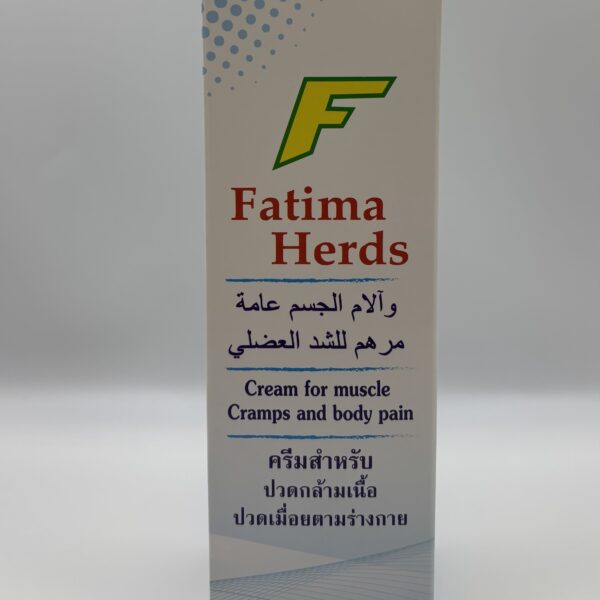 F
Fatima
Herds
وآلام الجسم عامة
مرهم للشد العضلي
Cream for muscle
Cramps and body pain
ครีมสำหรับ
ปวดกล้ามเนื้อ
ปวดเมื่อยตามร่างกาย